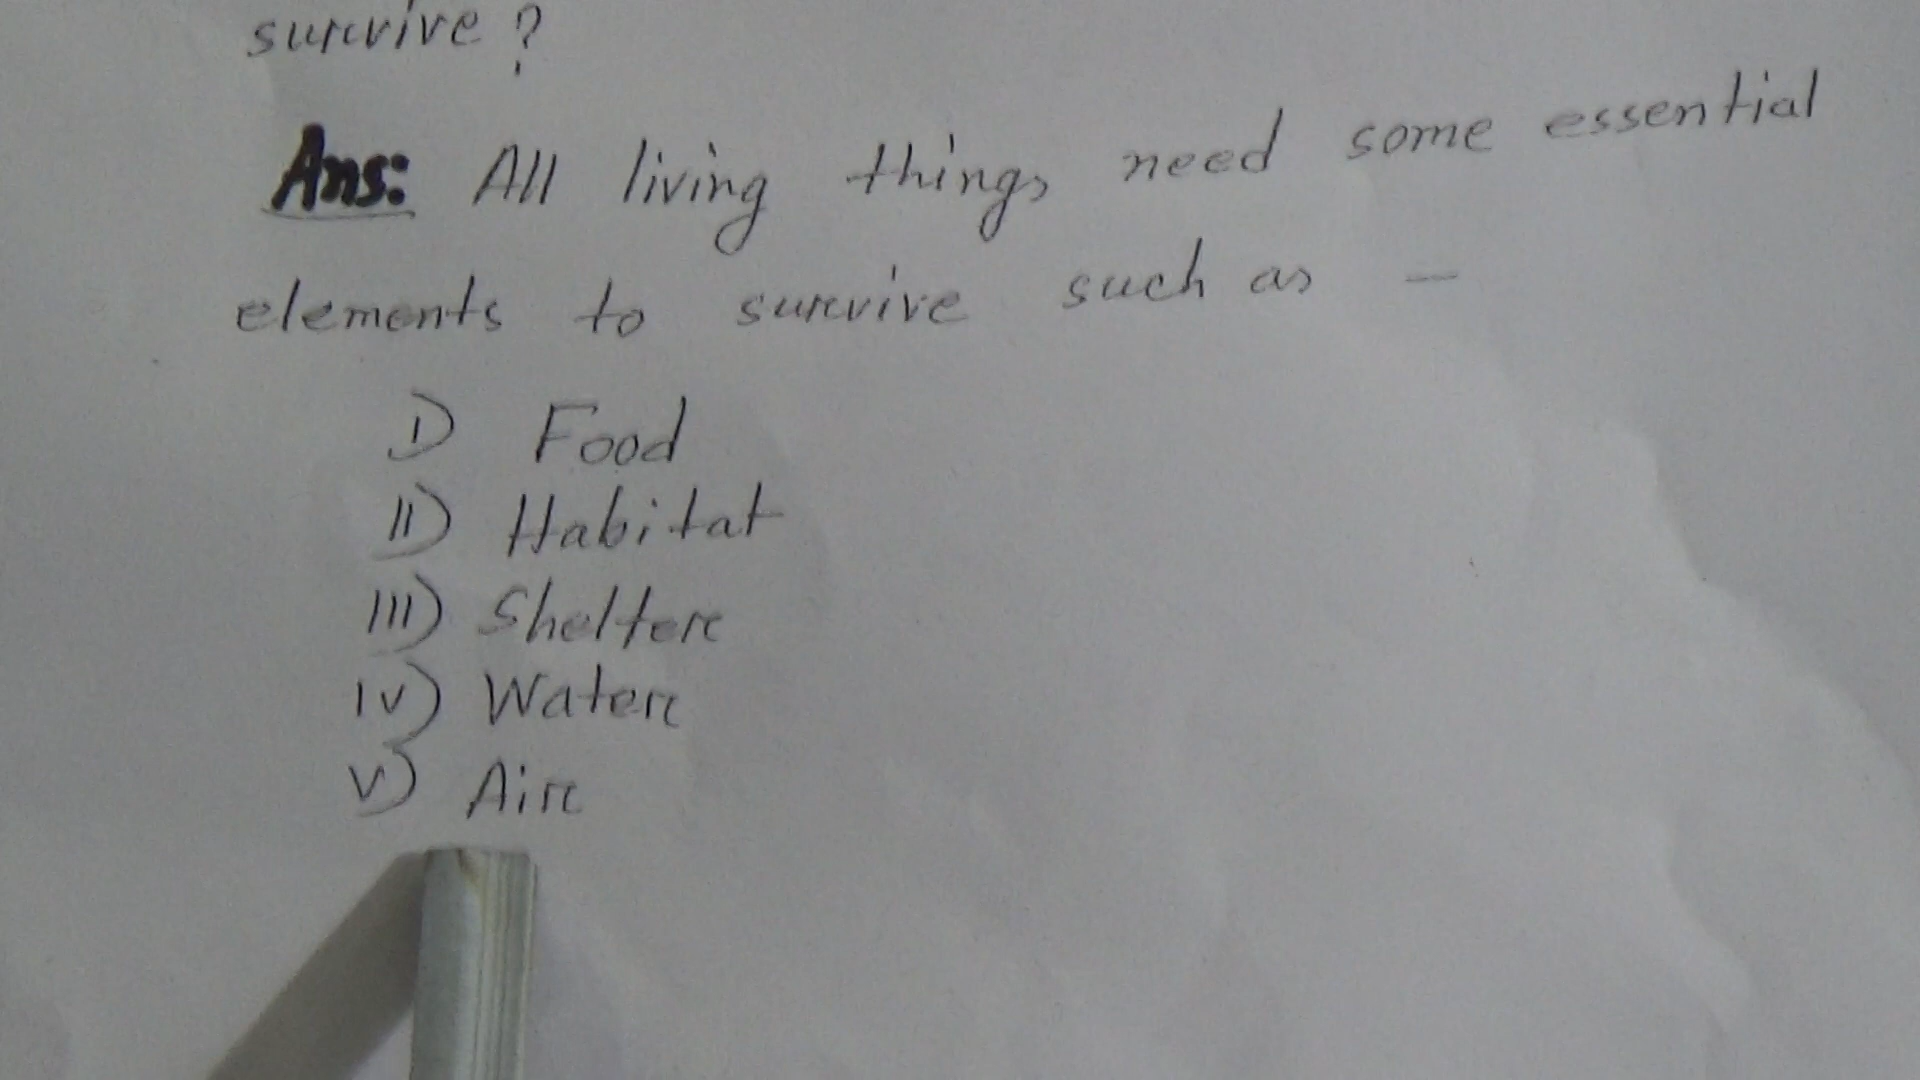 survive?
Ans: All living things need some essential
elements to survive such as —
I) Food
II) Habitat
III) Shelter
IV) Water
V) Air